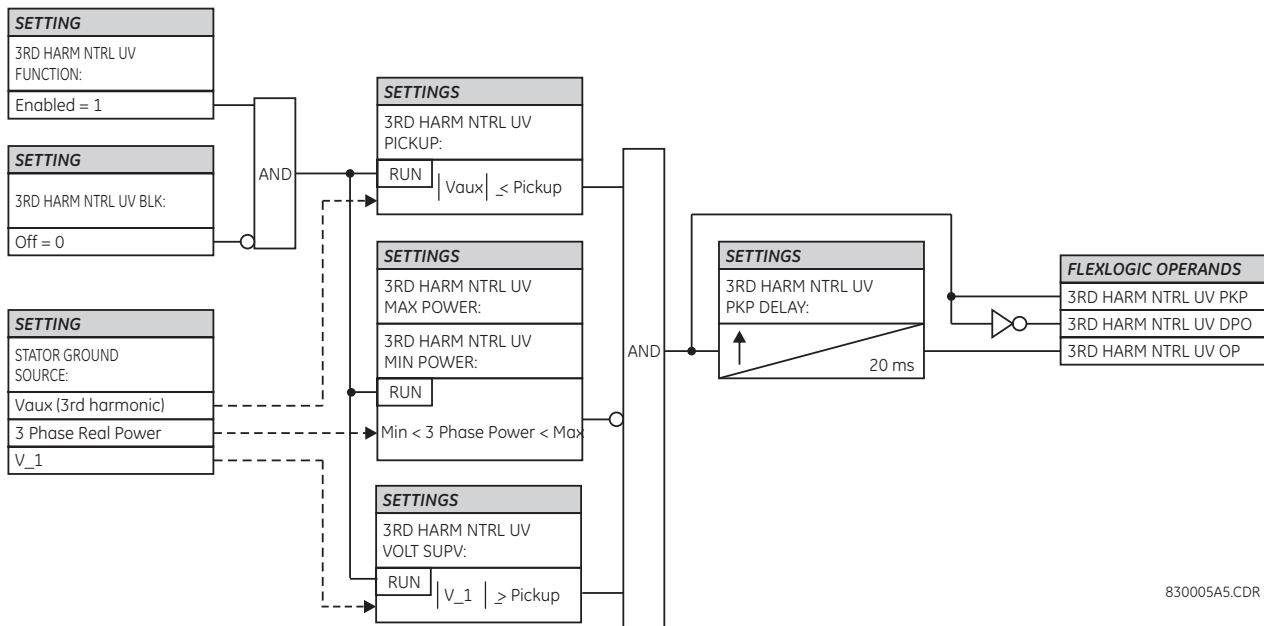 SETTING
3RD HARM NTRL UV
FUNCTION:
Enabled = 1
SETTING
3RD HARM NTRL UV BLK:
Off = 0
AND
SETTING
STATOR GROUND
SOURCE:
Vaux (3rd harmonic)
3 Phase Real Power
V_1
SETTINGS
3RD HARM NTRL UV
PICKUP:
RUN
|Vaux| ≤ Pickup
SETTINGS
3RD HARM NTRL UV
MAX POWER:
3RD HARM NTRL UV
MIN POWER:
RUN
Min < 3 Phase Power < Max
SETTINGS
3RD HARM NTRL UV
VOLT SUPV:
RUN
|V_1 | ≥ Pickup
AND
SETTINGS
3RD HARM NTRL UV
PKP DELAY:
20 ms
FLEXLOGIC OPERANDS
3RD HARM NTRL UV PKP
3RD HARM NTRL UV DPO
3RD HARM NTRL UV OP
830005A5.CDR